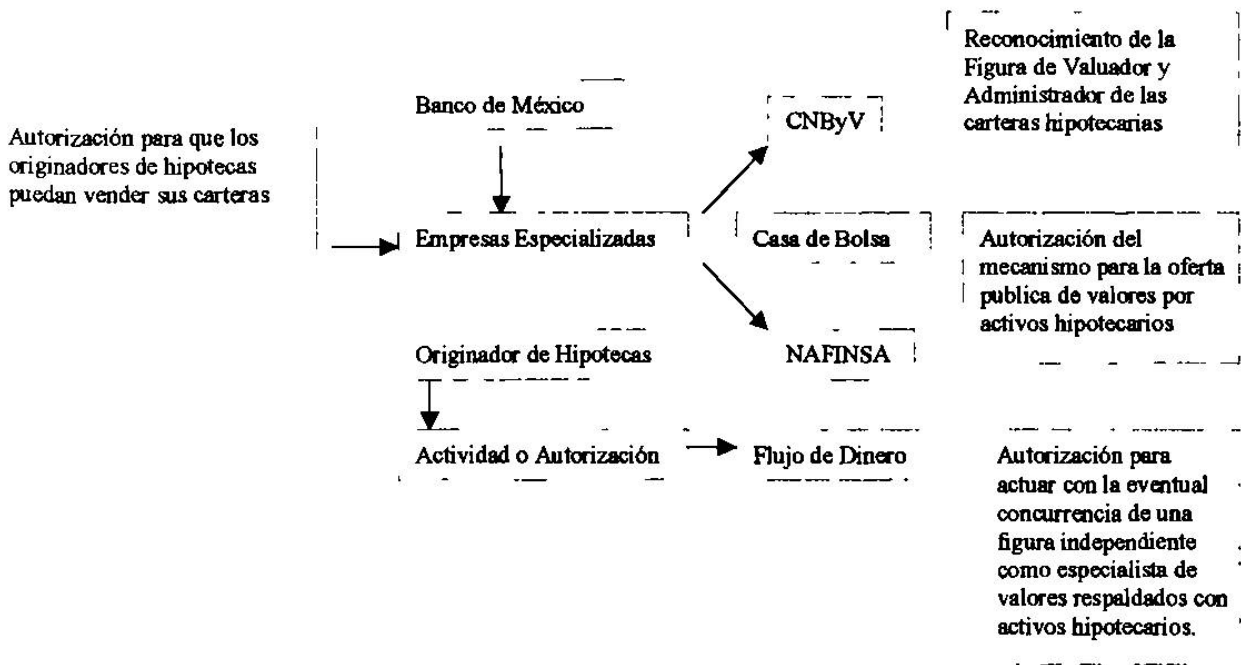 Autorización para que los
originadores de hipotecas
puedan vender sus carteras
Banco de México
CNByV
Reconocimiento de la
Figura de Valuador y
Administrador de las
carteras hipotecarias
Empresas Especializadas
Casa de Bolsa
Autorización del
mecanismo para la oferta
publica de valores por
activos hipotecarios
Originador de Hipotecas
NAFINSA
Actividad o Autorización
Flujo de Dinero
Autorización para
actuar con la eventual
concurrencia de una
figura independiente
como especialista de
valores respaldados con
activos hipotecarios.